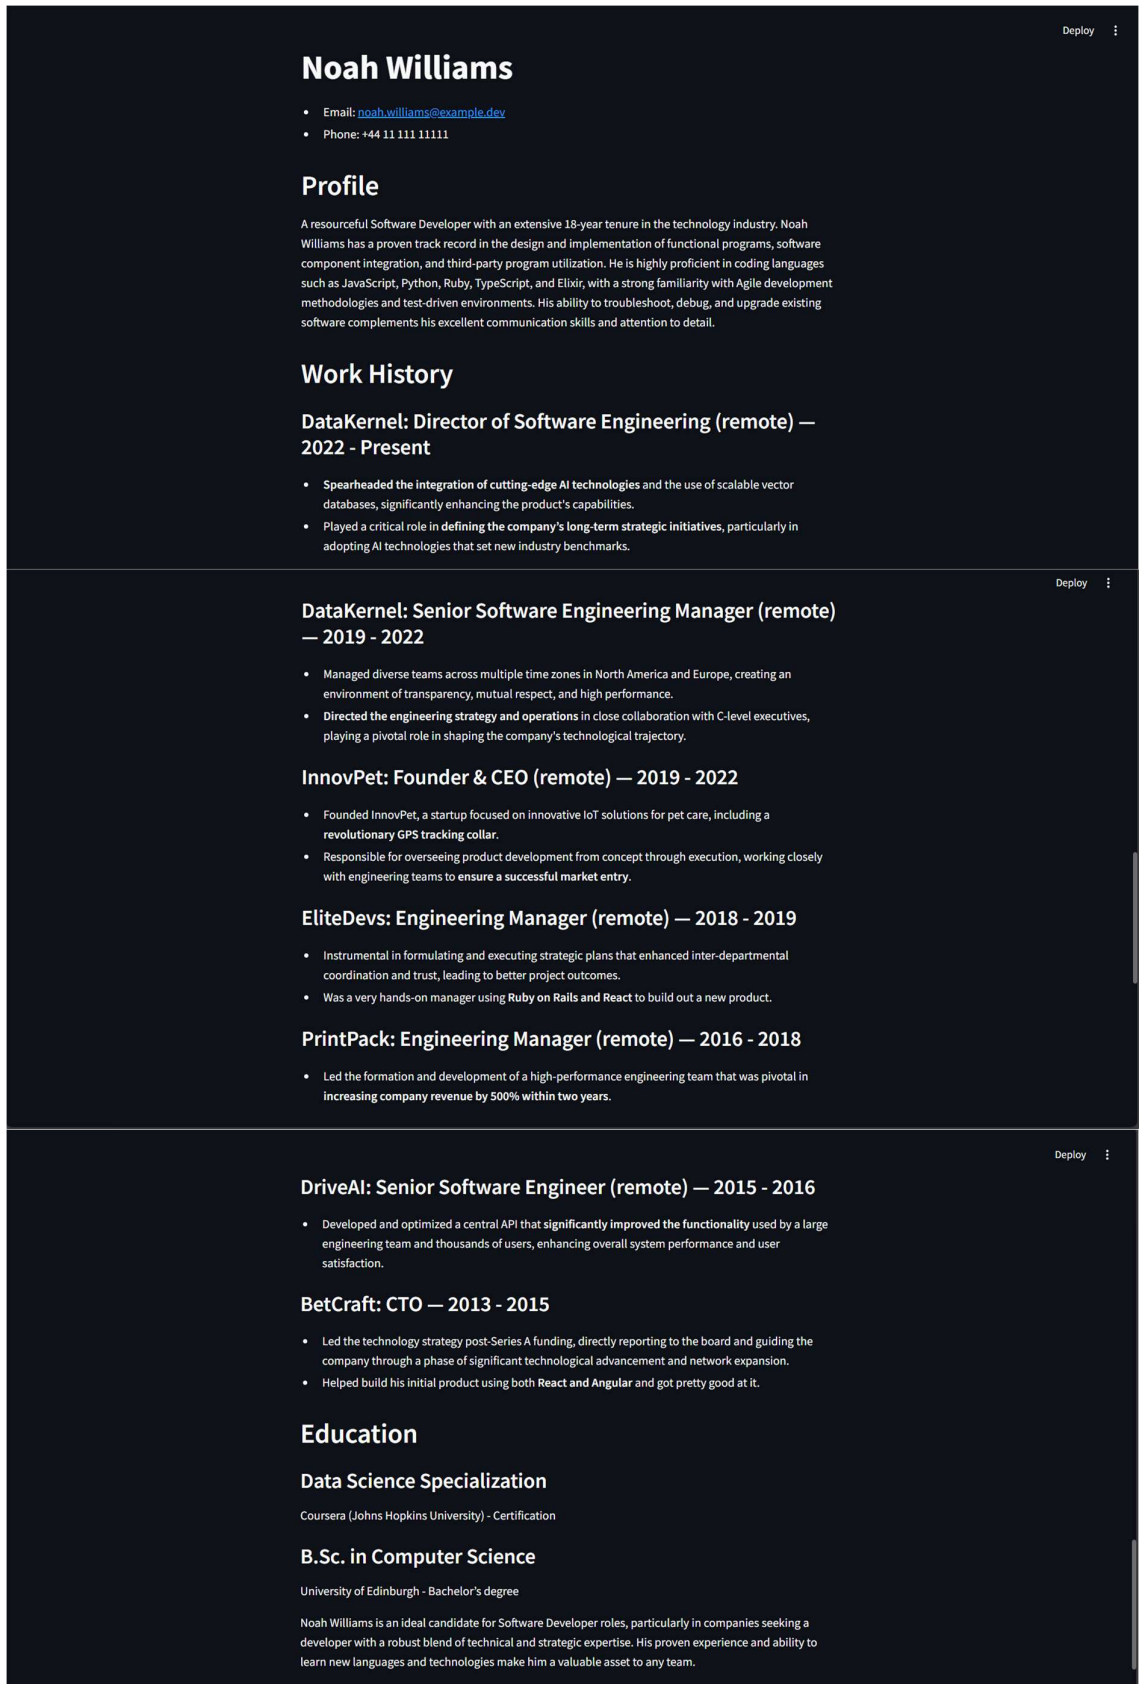 Deploy
Noah Williams
• Email: noah.williams@example.dev
• Phone: +44 11 111 11111
Profile
A resourceful Software Developer with an extensive 18-year tenure in the technology industry. Noah
Williams has a proven track record in the design and implementation of functional programs, software
component integration, and third-party program utilization. He is highly proficient in coding languages
such as JavaScript, Python, Ruby, TypeScript, and Elixir, with a strong familiarity with Agile development
methodologies and test-driven environments. His ability to troubleshoot, debug, and upgrade existing
software complements his excellent communication skills and attention to detail.
Work History
DataKernel: Director of Software Engineering (remote) —
2022 - Present
• Spearheaded the integration of cutting-edge AI technologies and the use of scalable vector
databases, significantly enhancing the product's capabilities.
• Played a critical role in defining the company’s long-term strategic initiatives, particularly in
adopting AI technologies that set new industry benchmarks.
Deploy
DataKernel: Senior Software Engineering Manager (remote)
— 2019 - 2022
• Managed diverse teams across multiple time zones in North America and Europe, creating an
environment of transparency, mutual respect, and high performance.
• Directed the engineering strategy and operations in close collaboration with C-level executives,
playing a pivotal role in shaping the company's technological trajectory.
InnovPet: Founder & CEO (remote) — 2019 - 2022
• Founded InnovPet, a startup focused on innovative IoT solutions for pet care, including a
revolutionary GPS tracking collar.
• Responsible for overseeing product development from concept through execution, working closely
with engineering teams to ensure a successful market entry.
EliteDevs: Engineering Manager (remote) — 2018 - 2019
• Instrumental in formulating and executing strategic plans that enhanced inter-departmental
coordination and trust, leading to better project outcomes.
• Was a very hands-on manager using Ruby on Rails and React to build out a new product.
PrintPack: Engineering Manager (remote) — 2016 - 2018
• Led the formation and development of a high-performance engineering team that was pivotal in
increasing company revenue by 500% within two years.
Deploy
DriveAI: Senior Software Engineer (remote) — 2015 - 2016
• Developed and optimized a central API that significantly improved the functionality used by a large
engineering team and thousands of users, enhancing overall system performance and user
satisfaction.
BetCraft: CTO — 2013 - 2015
• Led the technology strategy post-Series A funding, directly reporting to the board and guiding the
company through a phase of significant technological advancement and network expansion.
• Helped build his initial product using both React and Angular and got pretty good at it.
Education
Data Science Specialization
Coursera (Johns Hopkins University) - Certification
B.Sc. in Computer Science
University of Edinburgh - Bachelor’s degree
Noah Williams is an ideal candidate for Software Developer roles, particularly in companies seeking a
developer with a robust blend of technical and strategic expertise. His proven experience and ability to
learn new languages and technologies make him a valuable asset to any team.